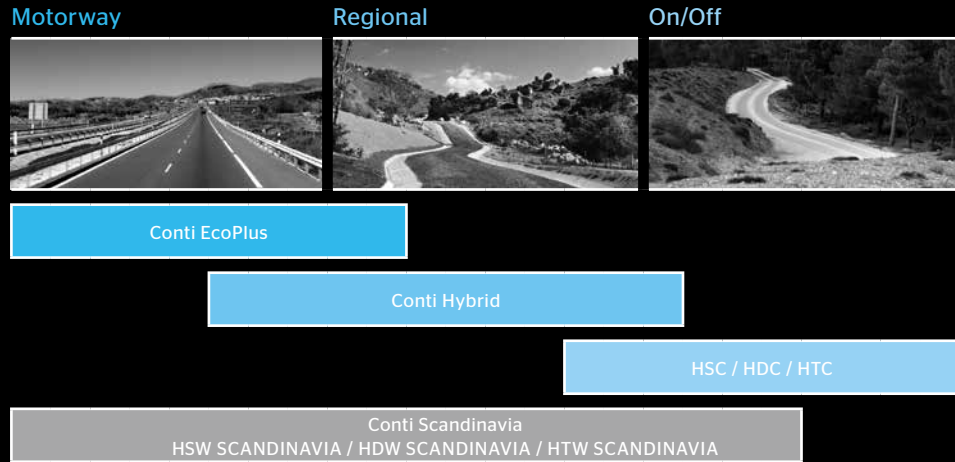 Motorway
Regional
On/Off
Conti EcoPlus
Conti Hybrid
HSC / HDC / HTC
Conti Scandinavia
HSW SCANDINAVIA / HDW SCANDINAVIA / HTW SCANDINAVIA